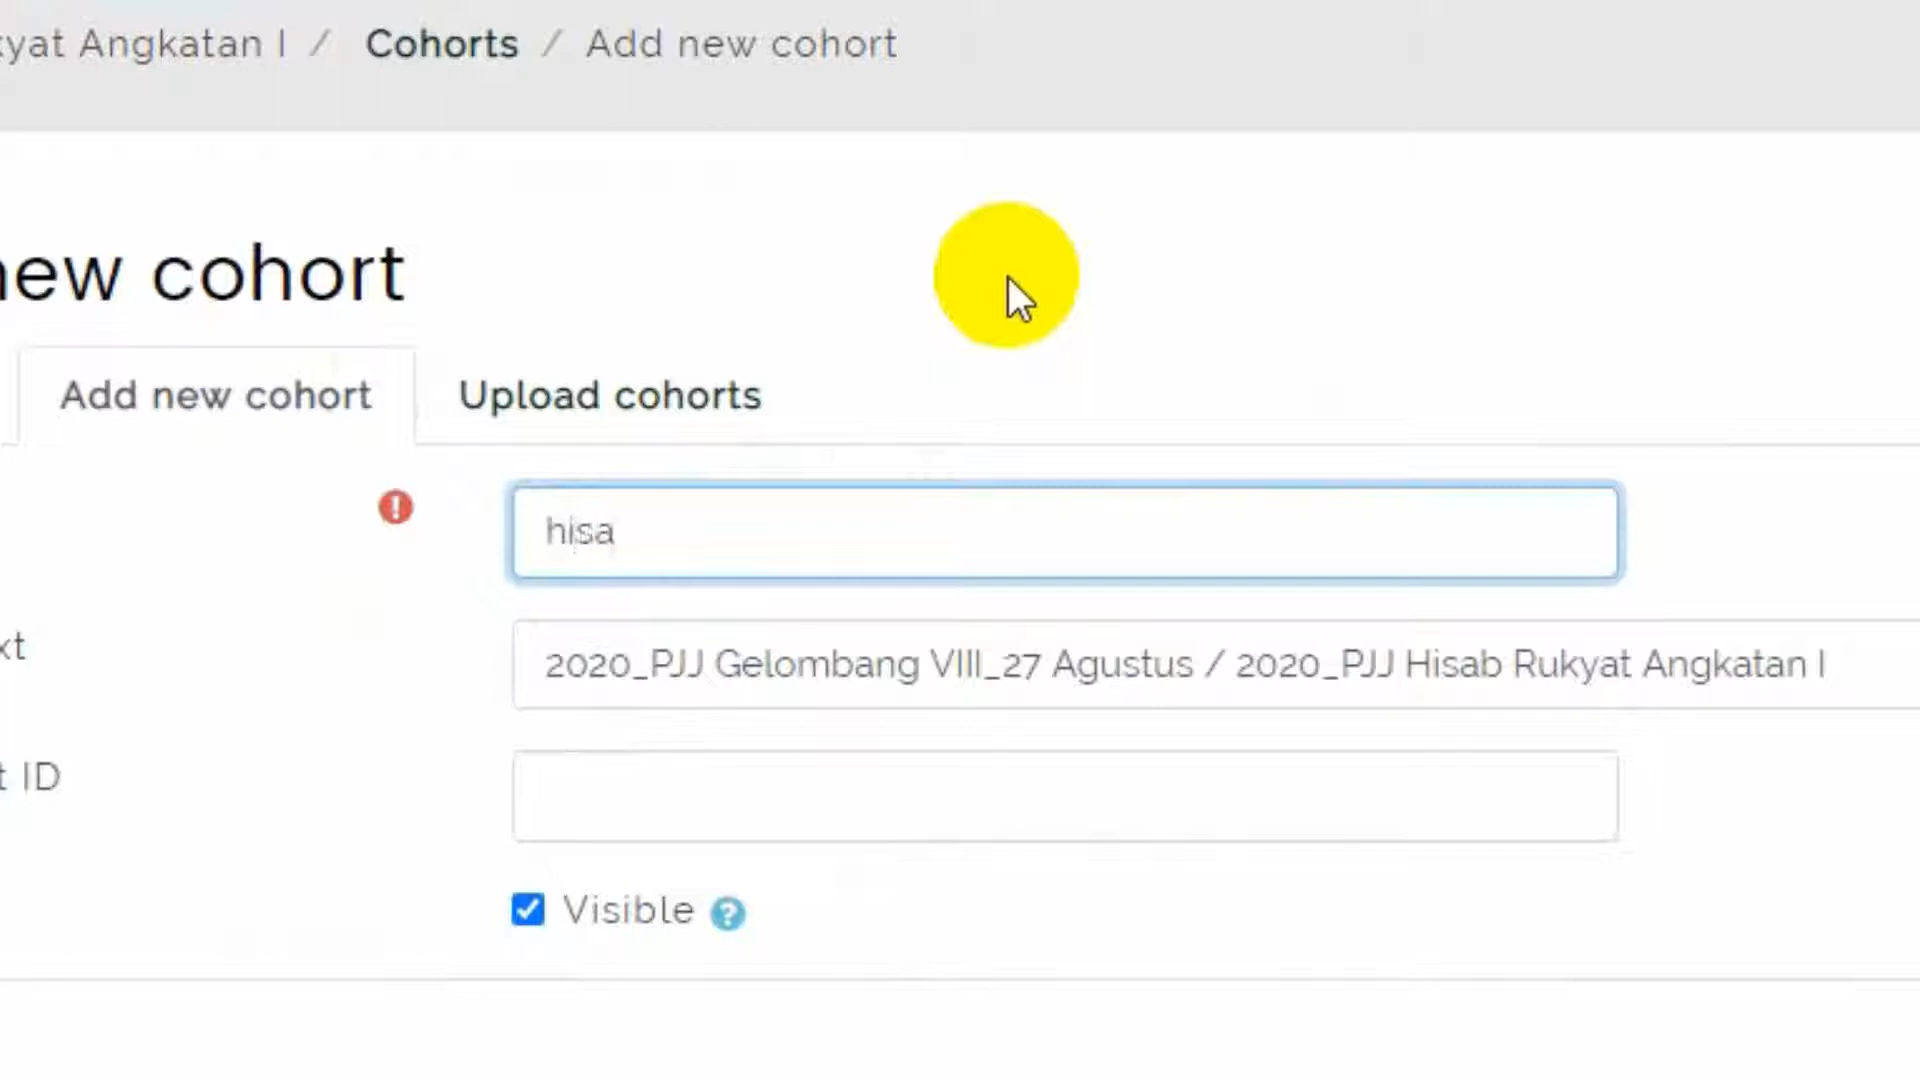 yat Angkatan I / Cohorts / Add new cohort
new cohort
Add new cohort Upload cohorts
hisa
xt
2020_PJJ Gelombang VIII_27 Agustus / 2020_PJJ Hisab Rukyat Angkatan I
t ID
Visible